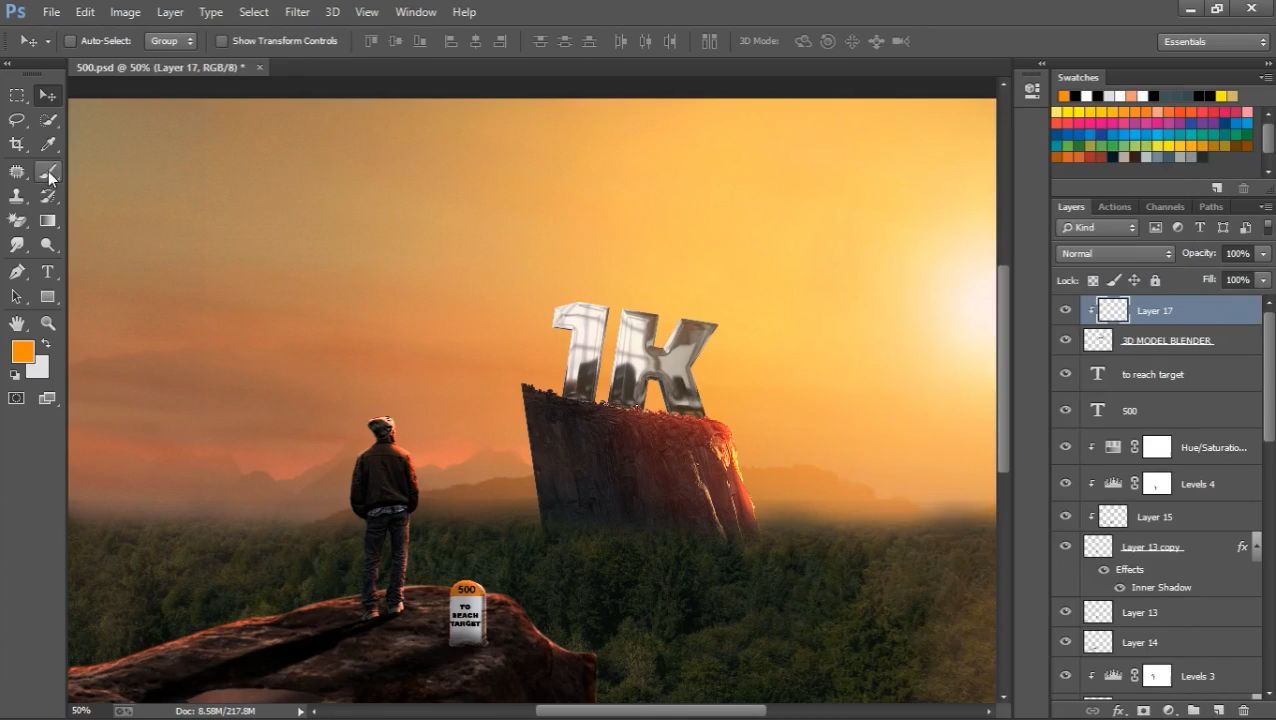 Ps File Edit Image Layer Type Select Filter 3D View Window Help
Auto-Select: Group Show Transform Controls 3D Mode: Essentials
500.psd @ 50% (Layer 17, RGB/8) * ×
Swatches
Layers Actions Channels Paths
Kind
Normal Opacity: 100%
Lock: Fill: 100%
Layer 17
3D MODEL BLENDER
T to reach target
T 500
Hue/Saturatio...
Levels 4
Layer 15
Layer 13 copy fx
Effects
Inner Shadow
Layer 13
Layer 14
Levels 3
1K
500
TO
REACH
TARGET
50% Doc: 8.58M/217.8M